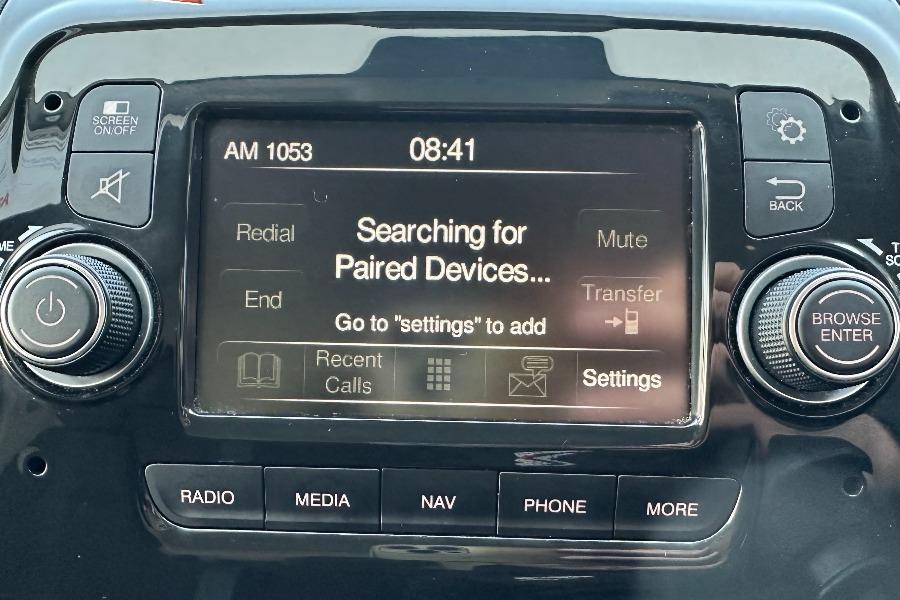 SCREEN
ON/OFF
AM 1053
08:41
BACK
Redial
Searching for
Paired Devices...
Mute
End
Transfer
Go to "settings" to add
Recent
Calls
Settings
BROWSE
ENTER
RADIO
MEDIA
NAV
PHONE
MORE